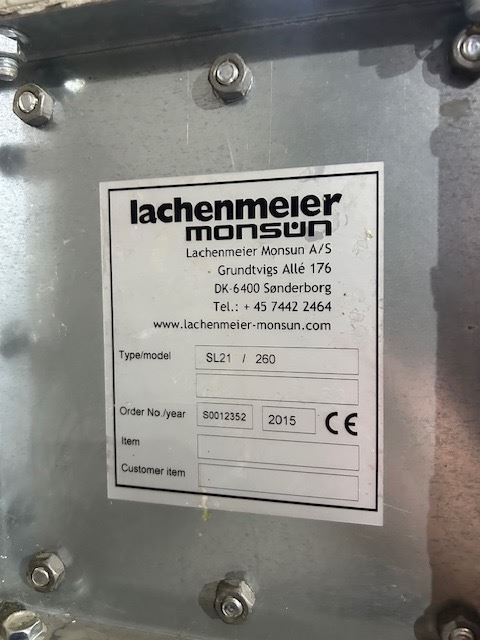 lachenmeier
monsun
Lachenmeier Monsun A/S
Grundtvigs Allé 176
DK-6400 Sønderborg
Tel.: + 45 7442 2464
www.lachenmeier-monsun.com
Type/model SL21 / 260
Order No./year S0012352 2015 CE
Item
Customer item